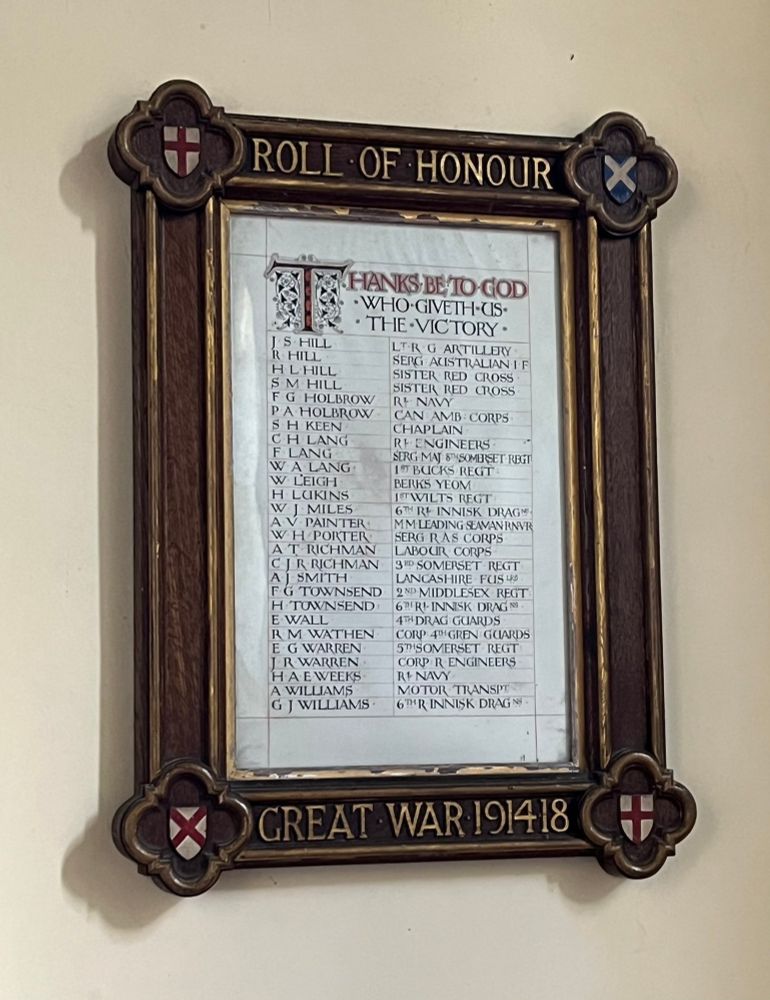 ROLL · OF · HONOUR
THANKS · BE · TO · GOD
· WHO · GIVETH · US ·
· THE · VICTORY ·
J S HILL LT R G ARTILLERY
R HILL SERG AUSTRALIAN I F
H L HILL SISTER RED CROSS
S M HILL SISTER RED CROSS
F G HOLBROW RL NAVY
P A HOLBROW CAN AMB CORPS
S H KEEN CHAPLAIN
C H LANG RL ENGINEERS
F LANG SERG MAJ 8TH SOMERSET REGT
W A LANG 1ST BUCKS REGT
W LEIGH BERKS YEOM
H LUKINS 1ST WILTS REGT
W J MILES 6TH RL INNISK DRAGNS
A V PAINTER M M LEADING SEAMAN RNVR
W H PORTER SERG R A S CORPS
A T RICHMAN LABOUR CORPS
C J R RICHMAN 3RD SOMERSET REGT
A J SMITH LANCASHIRE FUSLRS
F G TOWNSEND 2ND MIDDLESEX REGT
H TOWNSEND 6TH RL INNISK DRAGNS
E WALL 4TH DRAG GUARDS
R M WATHEN CORP 4TH GREN GUARDS
E G WARREN 5TH SOMERSET REGT
J R WARREN CORP R ENGINEERS
H A E WEEKS RL NAVY
A WILLIAMS MOTOR TRANSPT
G J WILLIAMS 6TH R INNISK DRAGNS
GREAT · WAR · 1914·18